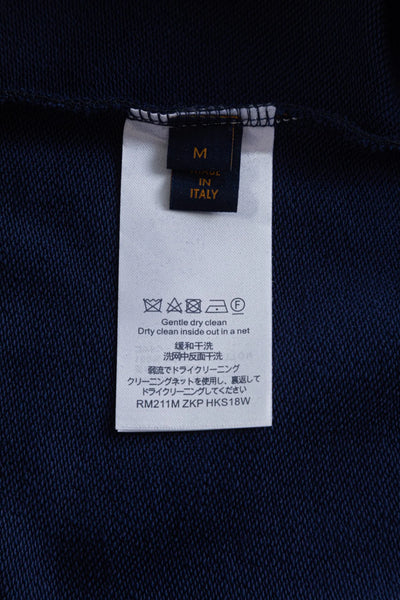 M
MADE
IN
ITALY
F
Gentle dry clean
Drty clean inside out in a net
缓和干洗
洗网中反面干洗
弱流でドライクリーニング
クリーニングネットを使用し、裏返して
ドライクリーニングしてください
RM211M ZKP HKS18W